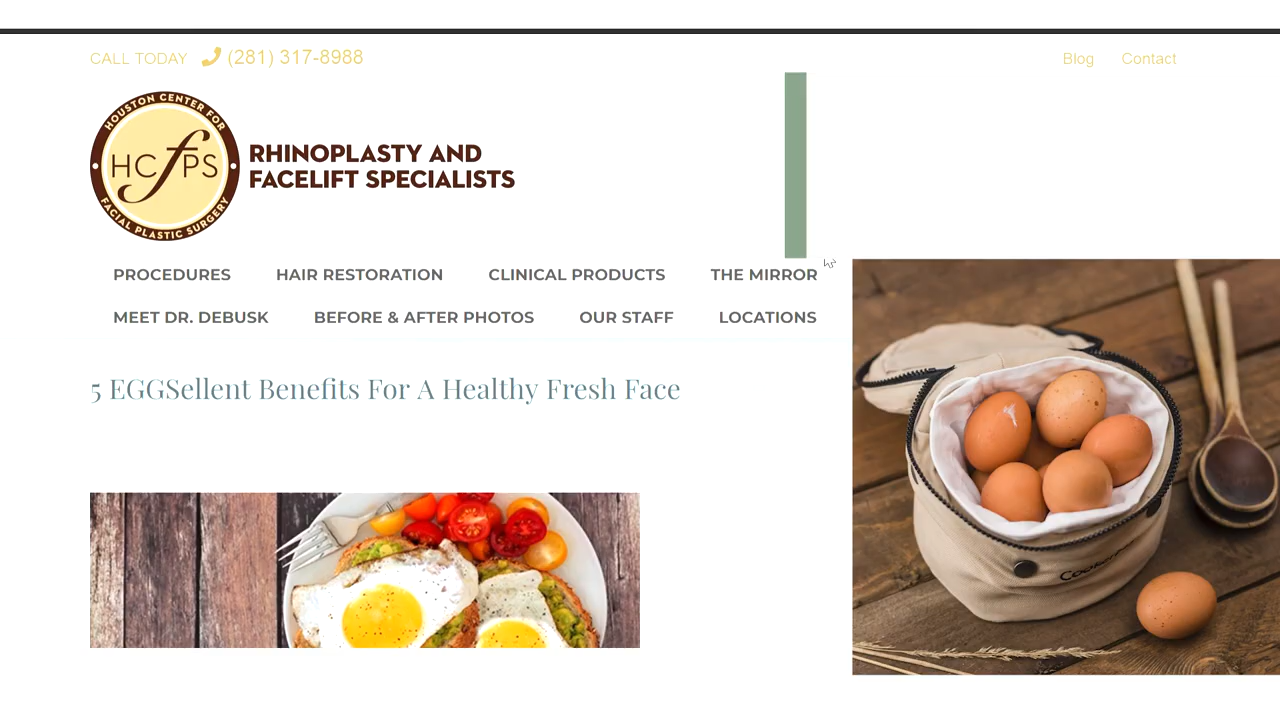 CALL TODAY (281) 317-8988
Blog Contact
HOUSTON CENTER FOR
HCfPS
FACIAL PLASTIC SURGERY
RHINOPLASTY AND
FACELIFT SPECIALISTS
PROCEDURES HAIR RESTORATION CLINICAL PRODUCTS THE MIRROR
MEET DR. DEBUSK BEFORE & AFTER PHOTOS OUR STAFF LOCATIONS
5 EGGSellent Benefits For A Healthy Fresh Face